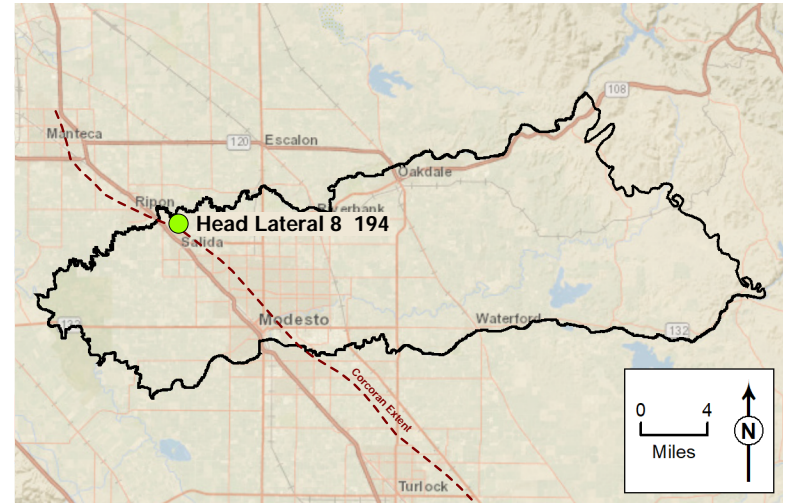 108
Manteca
120
Escalon
Oakdale
Ripon
Riverbank
Head Lateral 8 194
Salida
132
Modesto
Waterford
132
Corcoran Extent
0 4
Miles
N
Turlock